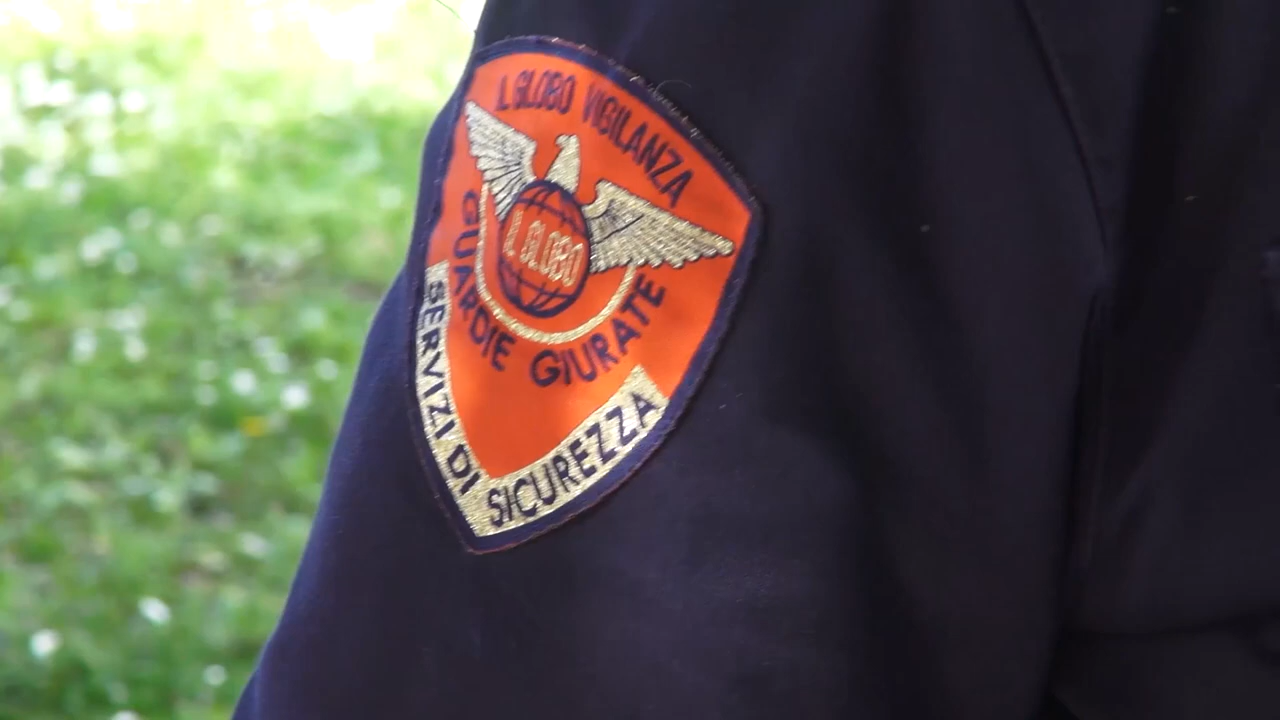 IL GLOBO VIGILANZA
IL GLOBO
GUARDIE GIURATE
SERVIZI DI SICUREZZA